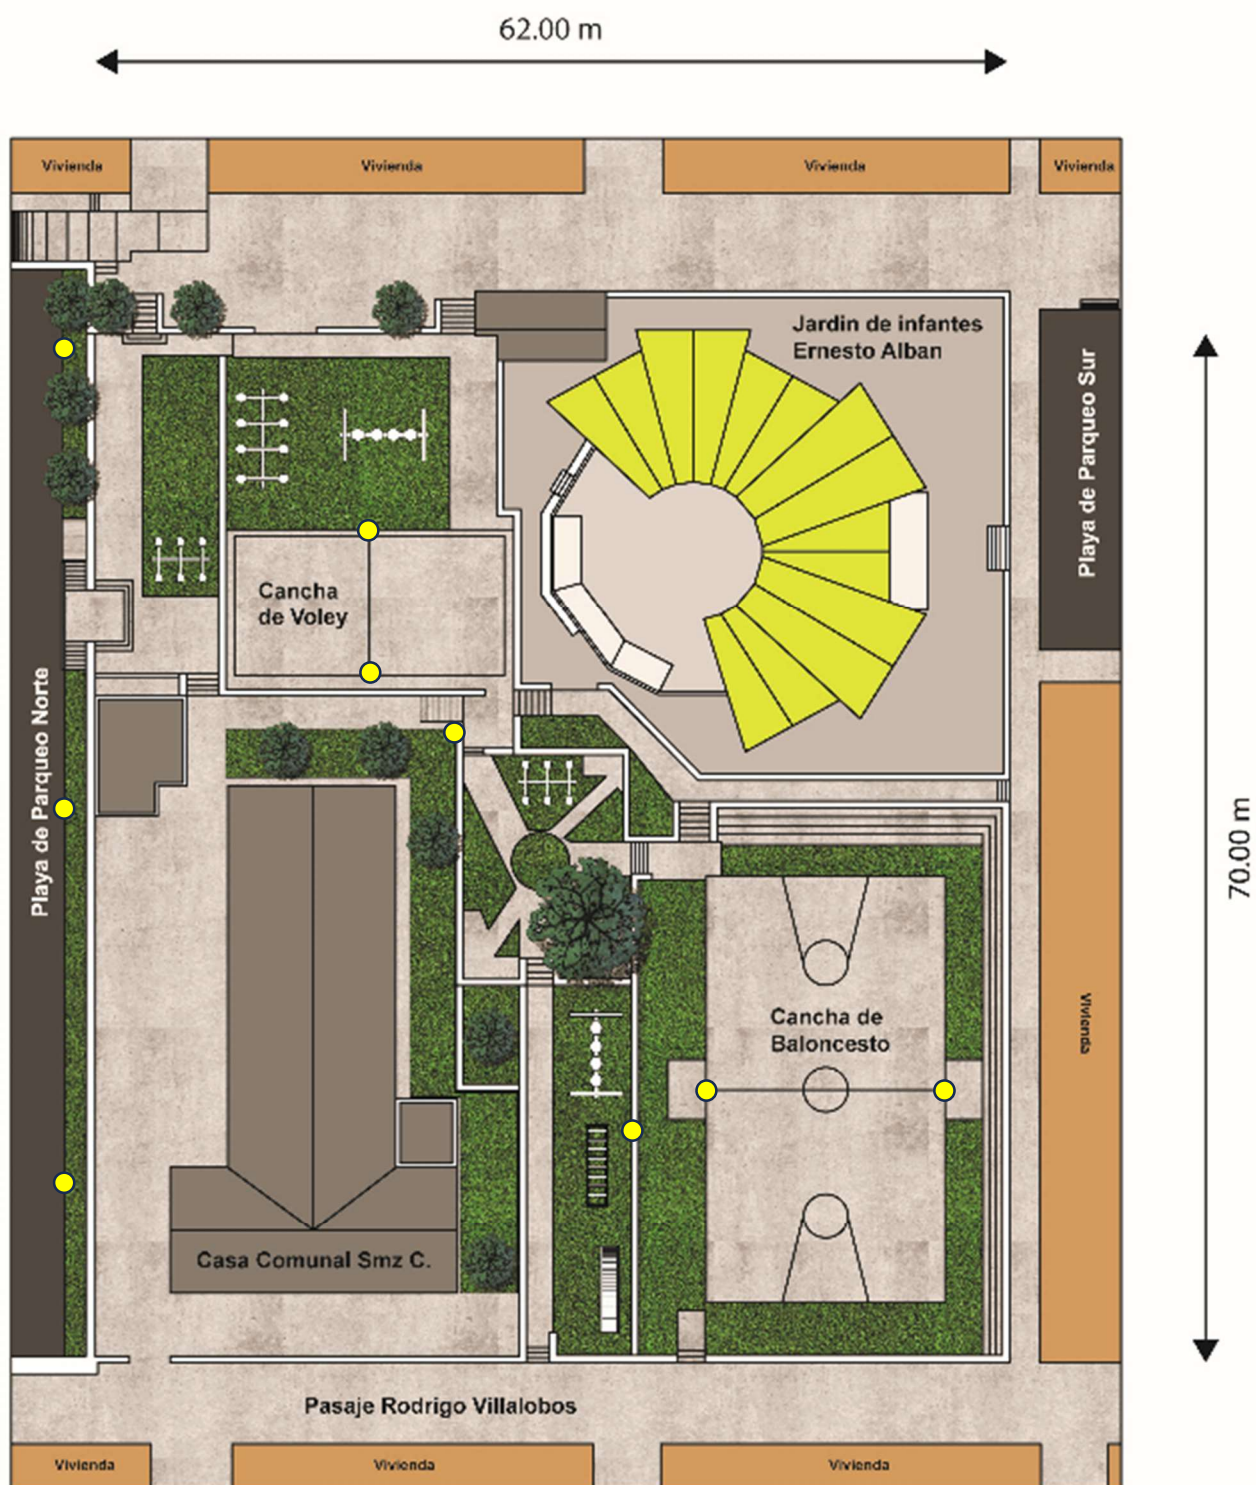 62.00 m
Vivienda
Vivienda
Vivienda
Vivienda
Jardin de infantes
Ernesto Alban
Playa de Parqueo Sur
Cancha
de Voley
Playa de Parqueo Norte
70.00 m
Cancha de
Baloncesto
Vivienda
Casa Comunal Smz C.
Pasaje Rodrigo Villalobos
Vivienda
Vivienda
Vivienda